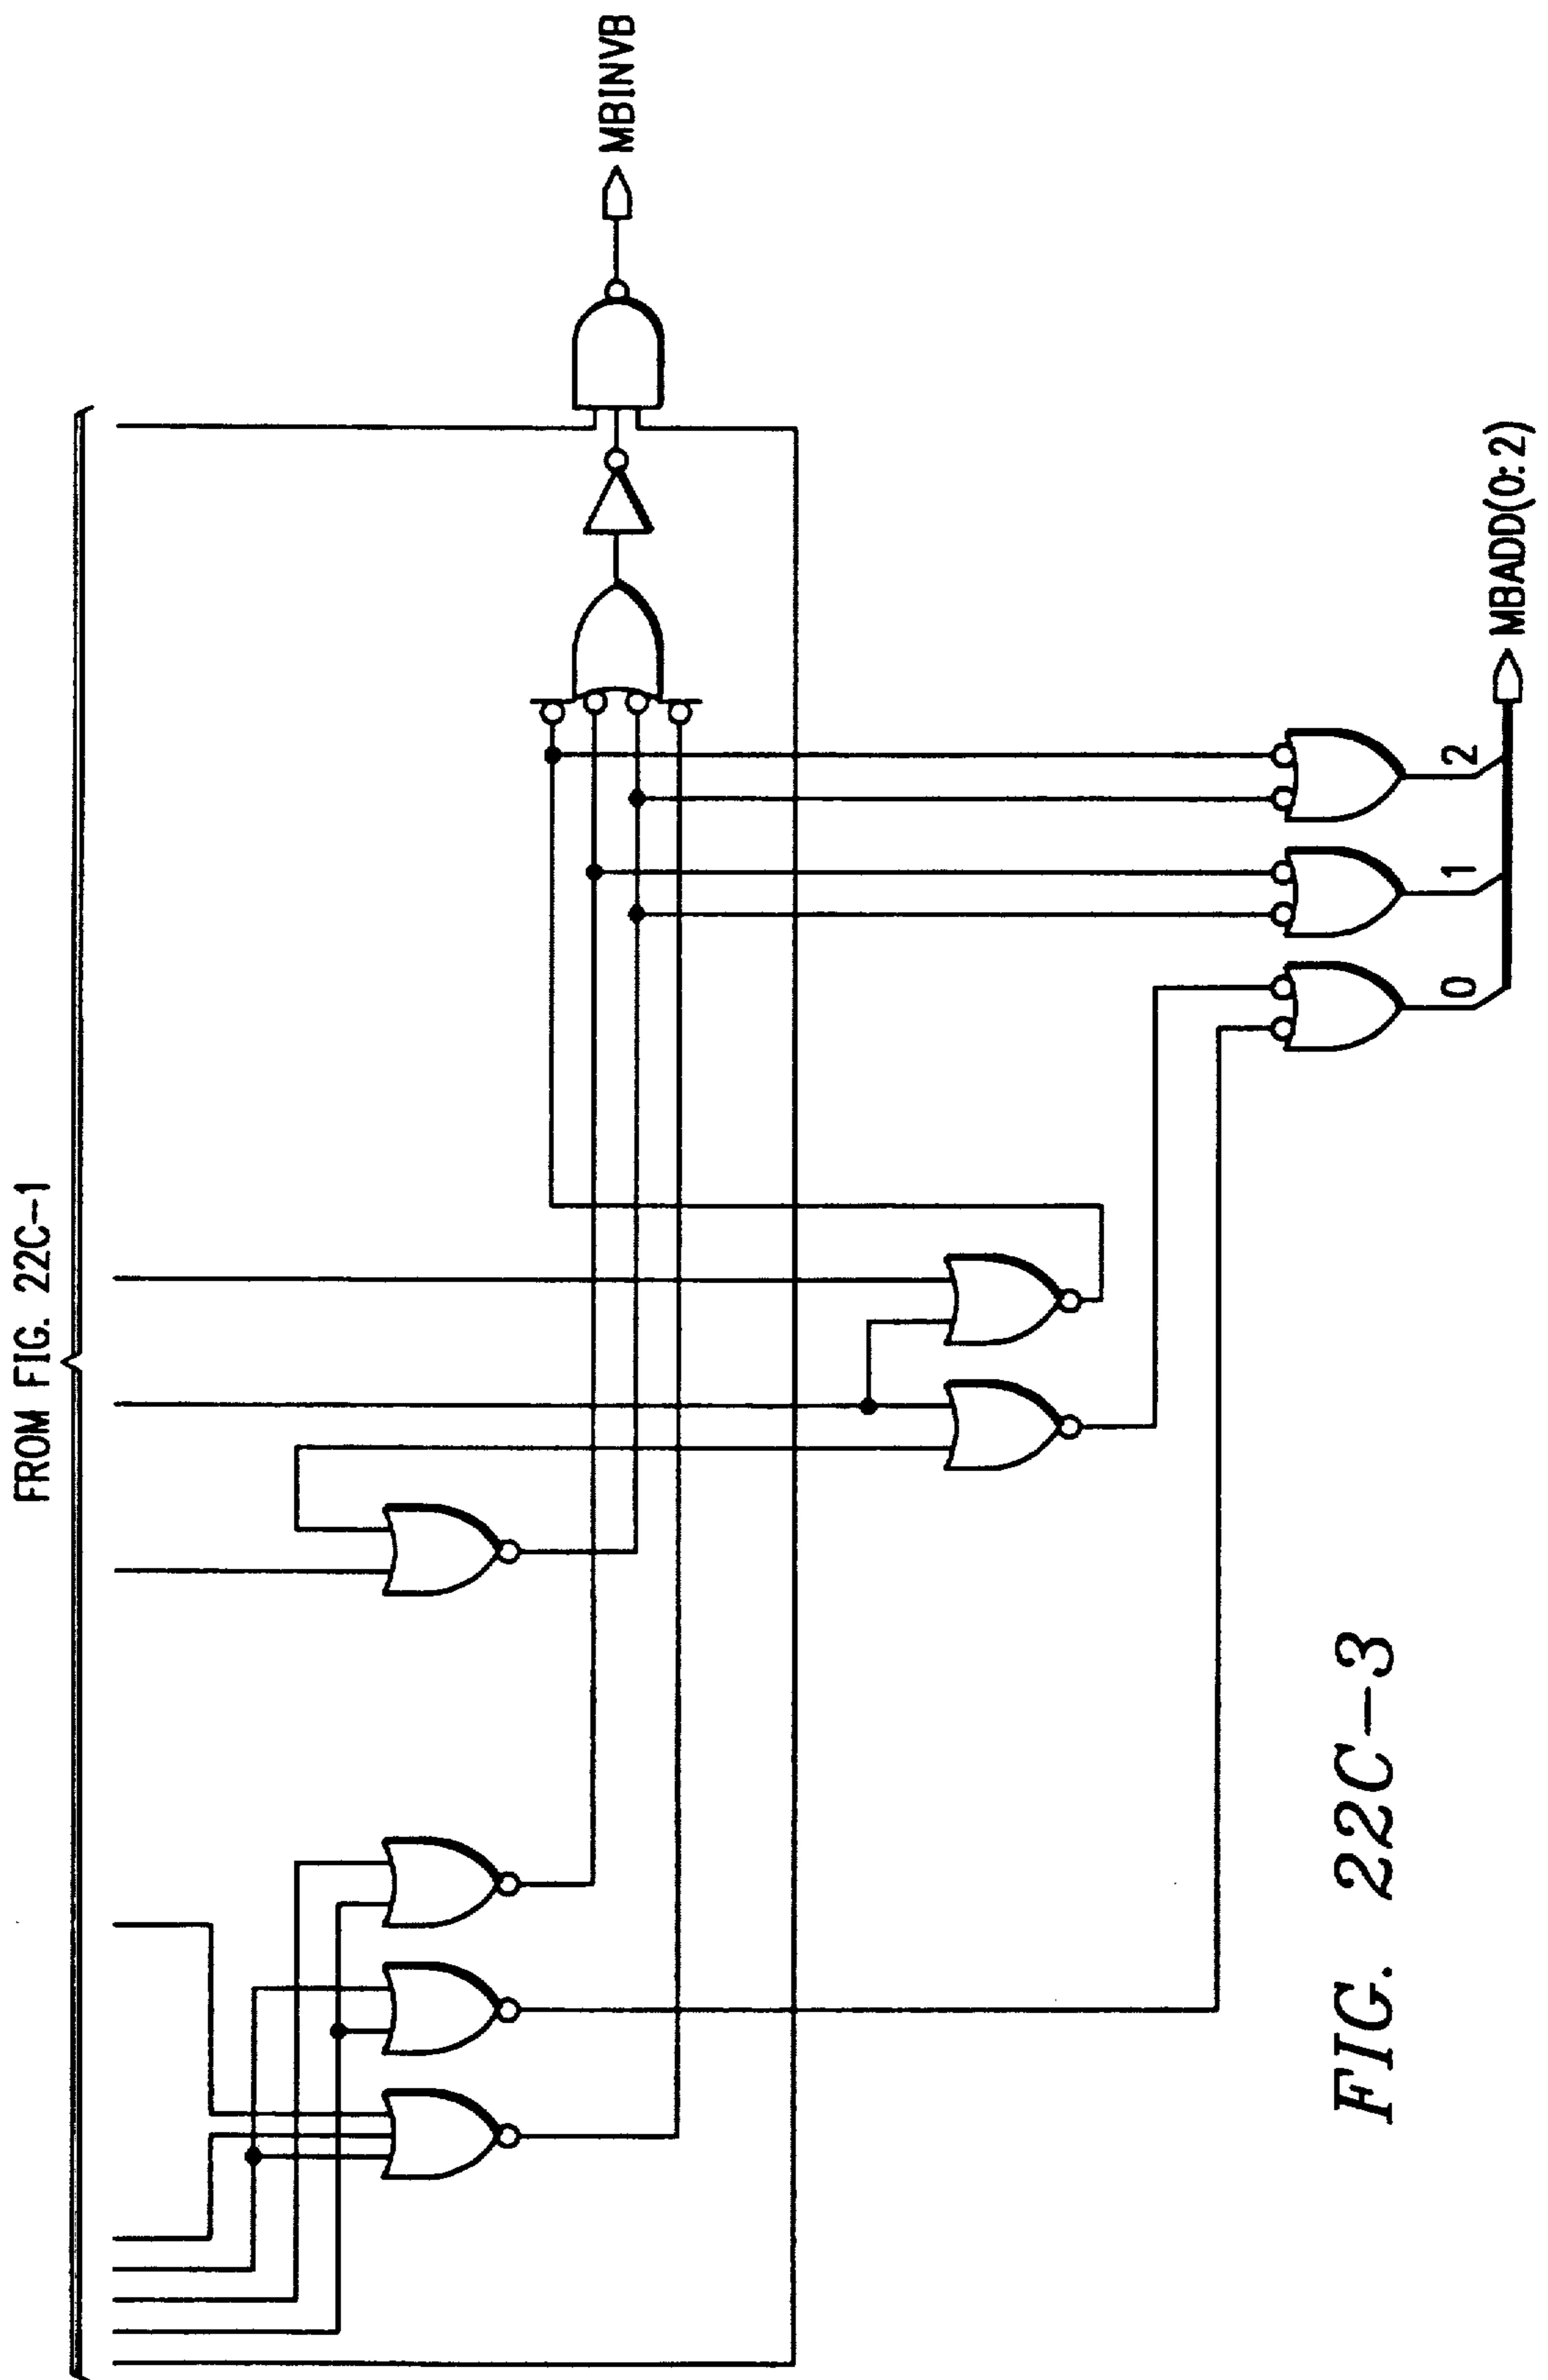 FROM FIG. 22C-1
MBINVB
2
1
0
MBADD(0:2)
FIG. 22C-3